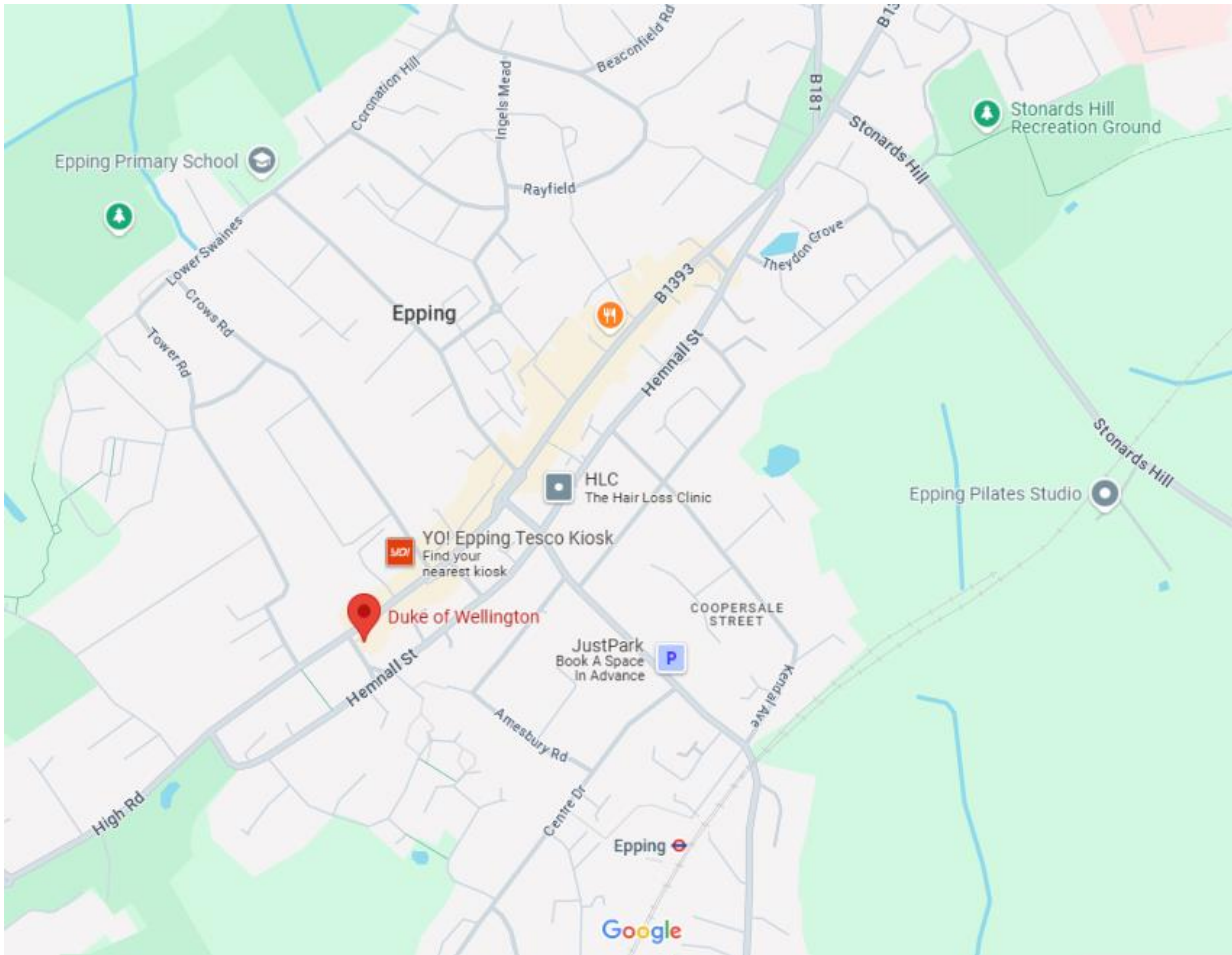 B13
Beaconfield Rd
Coronation Hill
Ingels Mead
B181
Stonards Hill
Recreation Ground
Stonards Hill
Epping Primary School
Rayfield
Lower Swaines
Theydon Grove
B1393
Crows Rd
Epping
Tower Rd
Hemnall St
Stonards Hill
HLC
The Hair Loss Clinic
Epping Pilates Studio
YO!
YO! Epping Tesco Kiosk
Find your
nearest kiosk
Duke of Wellington
COOPERSALE
STREET
JustPark
Book A Space
In Advance
P
Hemnall St
Kendal Ave
Amesbury Rd
High Rd
Centre Dr
Epping
Google